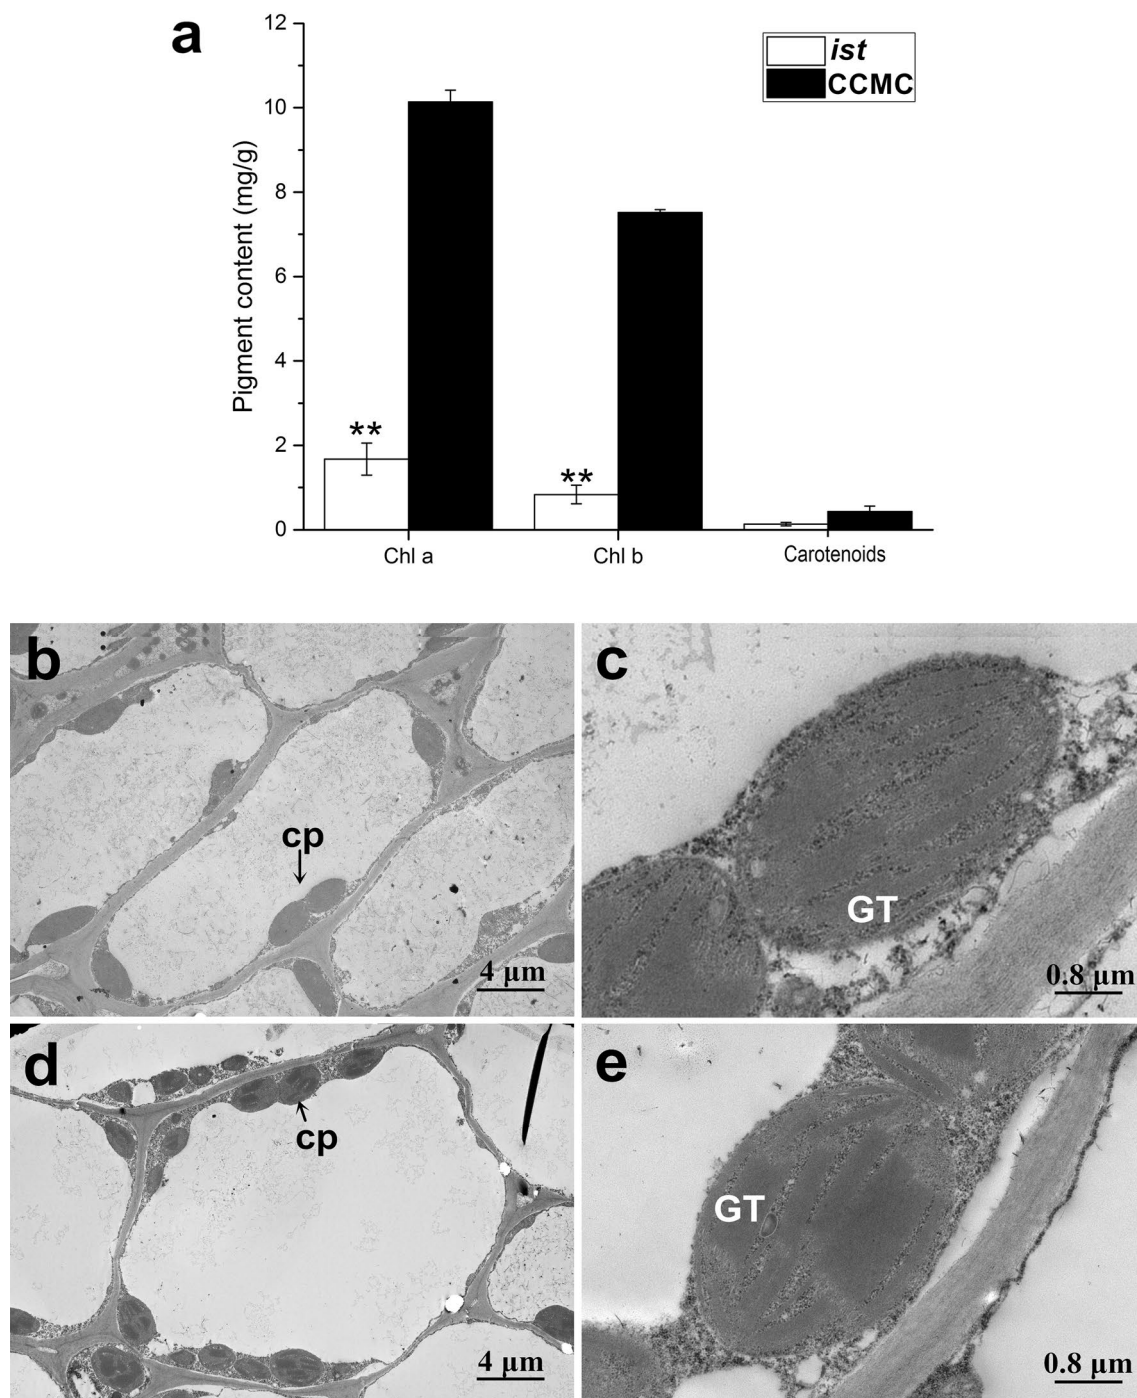 a
12
10
8
6
4
2
0
Pigment content (mg/g)
ist
CCMC
**
**
Chl a
Chl b
Carotenoids
b
cp
4 μm
c
GT
0.8 μm
d
cp
4 μm
e
GT
0.8 μm